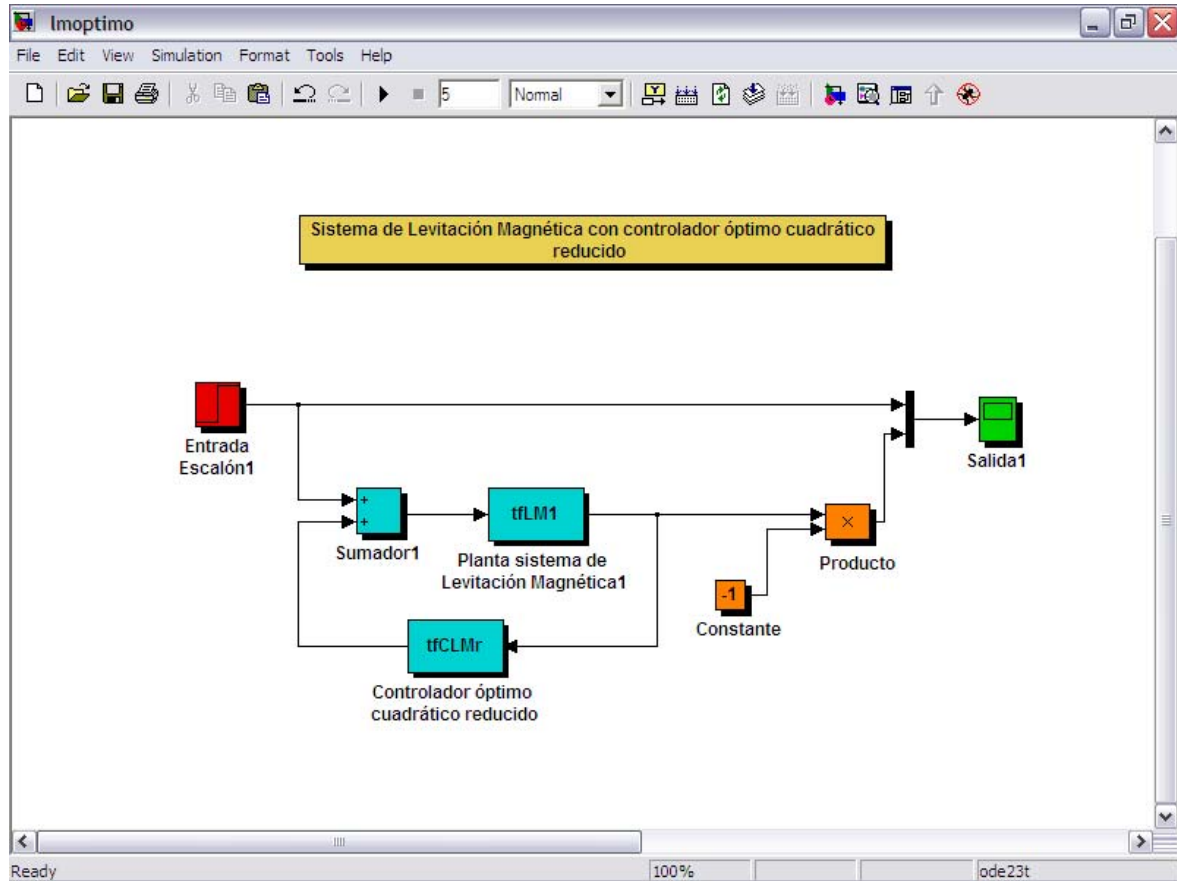 lmoptimo
File Edit View Simulation Format Tools Help
5 Normal
Sistema de Levitación Magnética con controlador óptimo cuadrático
reducido
Entrada
Escalón1
Salida1
+
+
Sumador1
tfLM1
Planta sistema de
Levitación Magnética1
×
Producto
-1
Constante
tfCLMr
Controlador óptimo
cuadrático reducido
Ready 100% ode23t